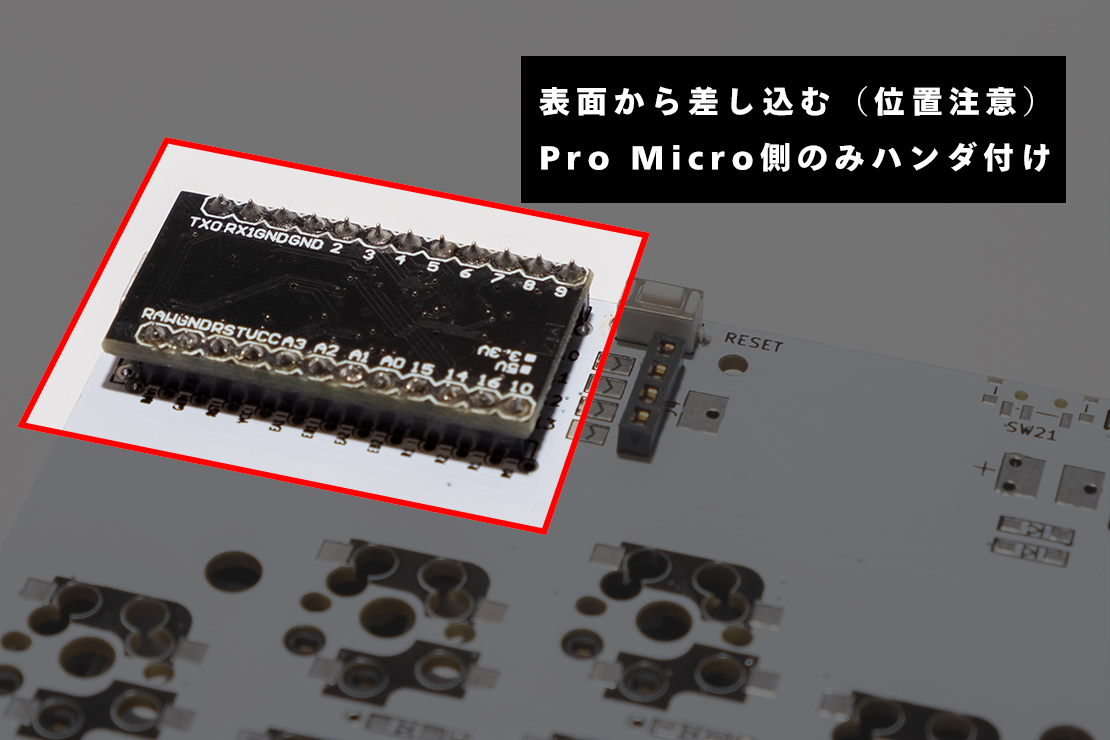 表面から差し込む（位置注意）
Pro Micro側のみハンダ付け
TX0 RX1 GND GND 2 3 4 5 6 7 8 9
RAW GND RST VCC A3 A2 A1 A0 15 14 16 10
3.3V
5V
RESET
SW21